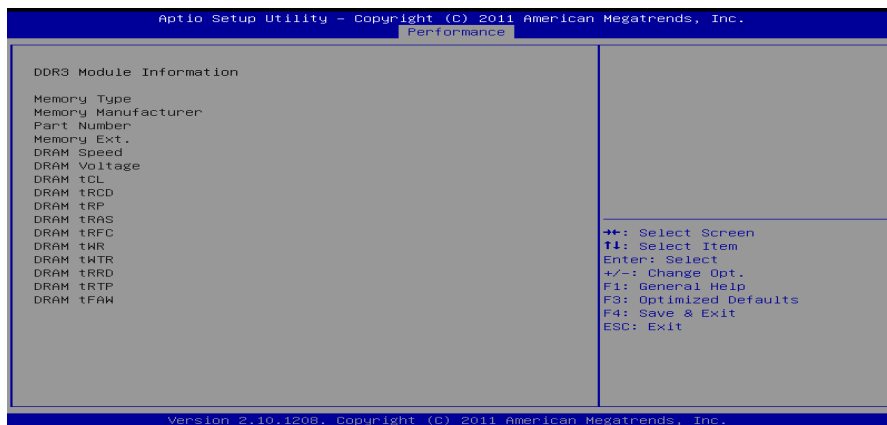 Aptio Setup Utility – Copyright (C) 2011 American Megatrends, Inc.
Performance
DDR3 Module Information
Memory Type
Memory Manufacturer
Part Number
Memory Ext.
DRAM Speed
DRAM Voltage
DRAM tCL
DRAM tRCD
DRAM tRP
DRAM tRAS
DRAM tRFC
DRAM tWR
DRAM tWTR
DRAM tRRD
DRAM tRTP
DRAM tFAW
→←: Select Screen
↑↓: Select Item
Enter: Select
+/-: Change Opt.
F1: General Help
F3: Optimized Defaults
F4: Save & Exit
ESC: Exit
Version 2.10.1208. Copyright (C) 2011 American Megatrends, Inc.